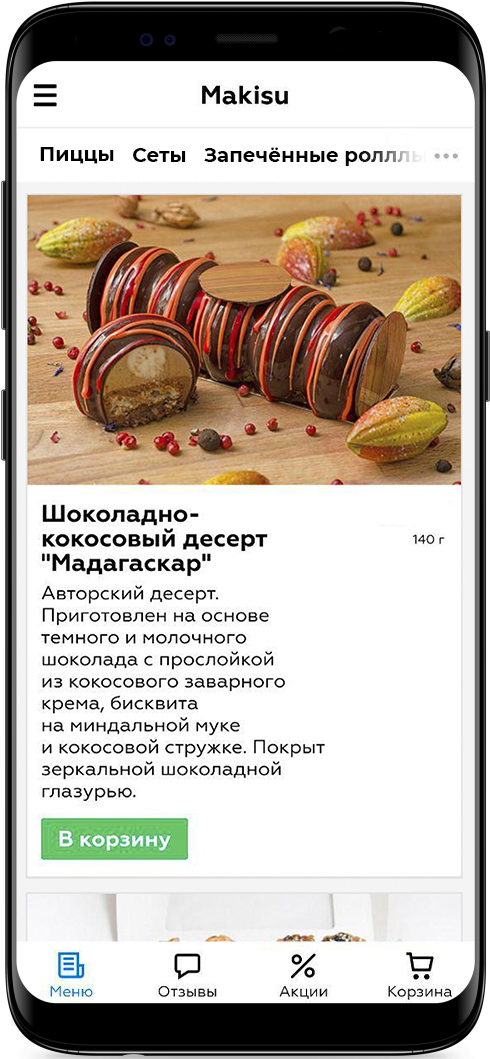 Makisu
Пиццы Сеты Запечённые ролллы
Шоколадно-
кокосовый десерт
"Мадагаскар"
140 г
Авторский десерт.
Приготовлен на основе
темного и молочного
шоколада с прослойкой
из кокосового заварного
крема, бисквита
на миндальной муке
и кокосовой стружке. Покрыт
зеркальной шоколадной
глазурью.
В корзину
Меню Отзывы Акции Корзина